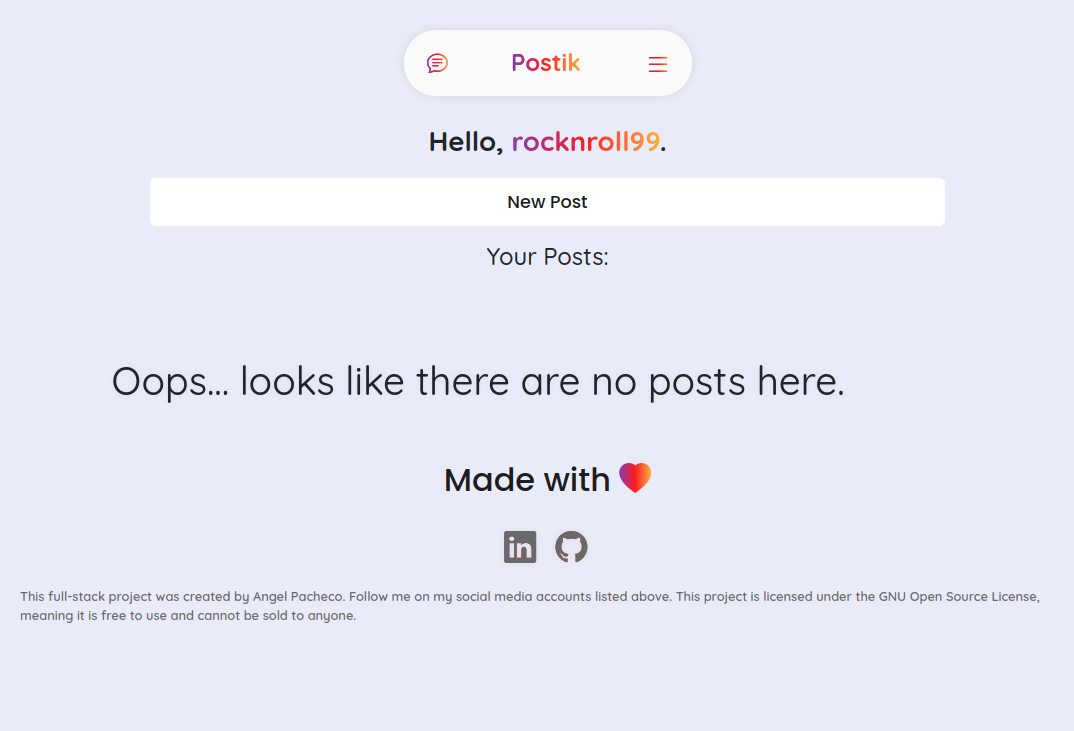 Postik
Hello, rocknroll99.
New Post
Your Posts:
Oops... looks like there are no posts here.
Made with
in
This full-stack project was created by Angel Pacheco. Follow me on my social media accounts listed above. This project is licensed under the GNU Open Source License,
meaning it is free to use and cannot be sold to anyone.